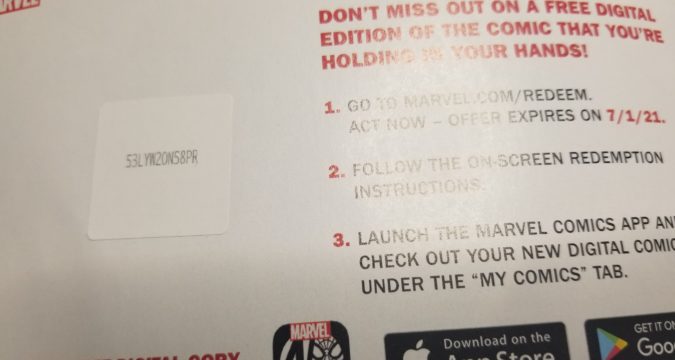 MARVEL
DON'T MISS OUT ON A FREE DIGITAL
EDITION OF THE COMIC THAT YOU'RE
HOLDING IN YOUR HANDS!
53LYW2ONS8PR
1. GO TO MARVEL.COM/REDEEM.
ACT NOW – OFFER EXPIRES ON 7/1/21.
2. FOLLOW THE ON-SCREEN REDEMPTION
INSTRUCTIONS.
3. LAUNCH THE MARVEL COMICS APP AN
CHECK OUT YOUR NEW DIGITAL COMIC
UNDER THE "MY COMICS" TAB.
DIGITAL COPY
MARVEL
Download on the
App Store
GET IT ON
Goo